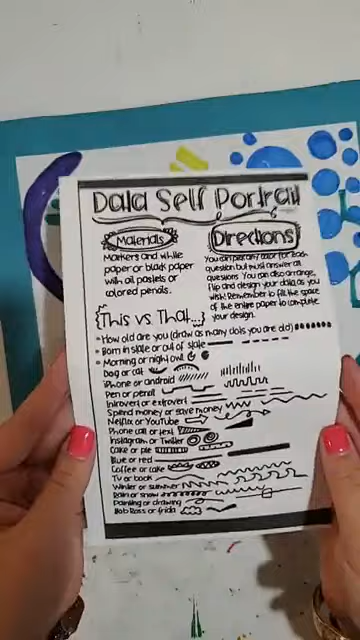 Data Self Portrait
Materials
Markers and white
paper or black paper
with oil pastels or
colored pencils.
Directions
You can pick any color for each
question but must answer all
questions. You can also arrange,
flip and design your data as you
wish! Remember to fill the space
of the entire paper to complete
your design.
{This vs. That...}
How old are you (draw as many dots you are old)
Born in state or out of state
Morning or night owl
Dog or cat
iPhone or android
Pen or pencil
Introvert or extrovert
Spend money or save money
Netflix or YouTube
Phone call or text
Instagram or Twitter
Cake or pie
Blue or red
Coffee or coke
Tv or book
Winter or summer
Rain or snow
Painting or drawing
Bob Ross or frida